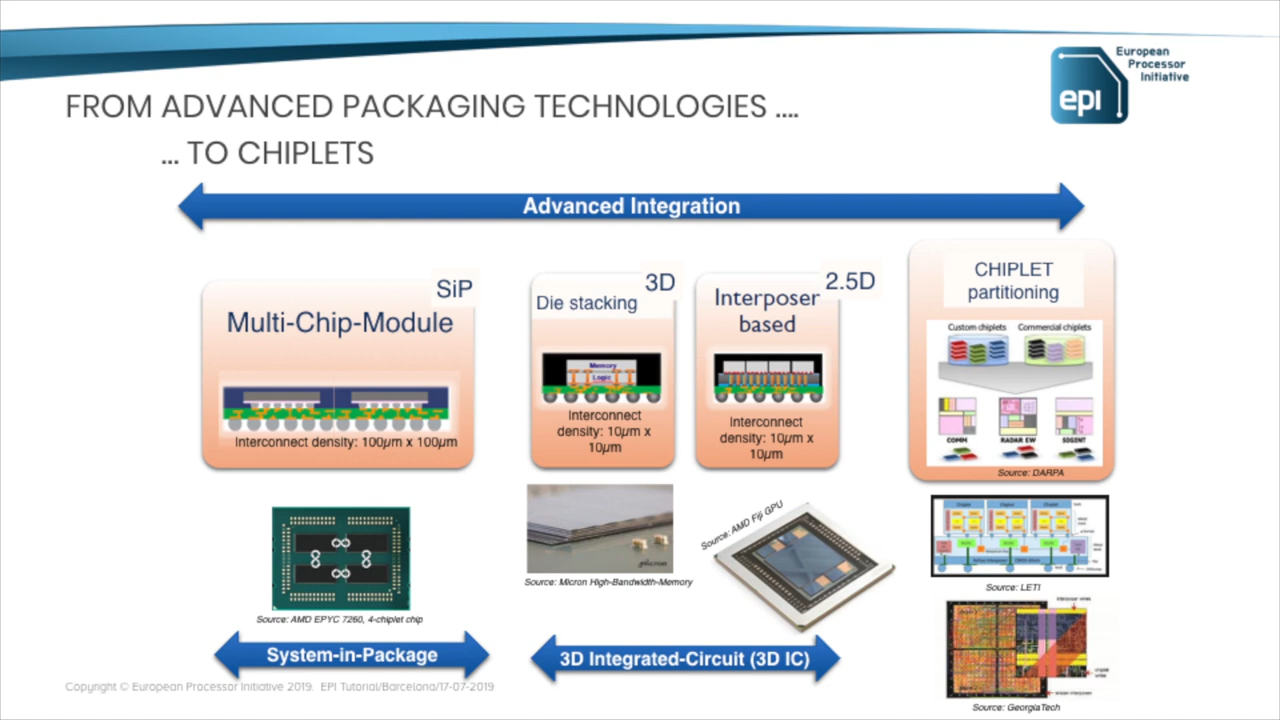 European
Processor
Initiative
epi
FROM ADVANCED PACKAGING TECHNOLOGIES ....
... TO CHIPLETS
Advanced Integration
SiP
Multi-Chip-Module
Interconnect density: 100µm x 100µm
3D
Die stacking
Memory
Logic
Interconnect
density: 10µm x
10µm
2.5D
Interposer
based
Interconnect
density: 10µm x
10µm
CHIPLET
partitioning
Custom chiplets
Commercial chiplets
COMM
RADAR EW
SIGINT
Source: DARPA
Source: AMD EPYC 7260, 4-chiplet chip
Source: Micron High-Bandwidth-Memory
Source: AMD Fiji GPU
Chiplet
Chiplet
Chiplet
Source: LETI
Source: GeorgiaTech
System-in-Package
3D Integrated-Circuit (3D IC)
Copyright © European Processor Initiative 2019. EPI Tutorial/Barcelona/17-07-2019